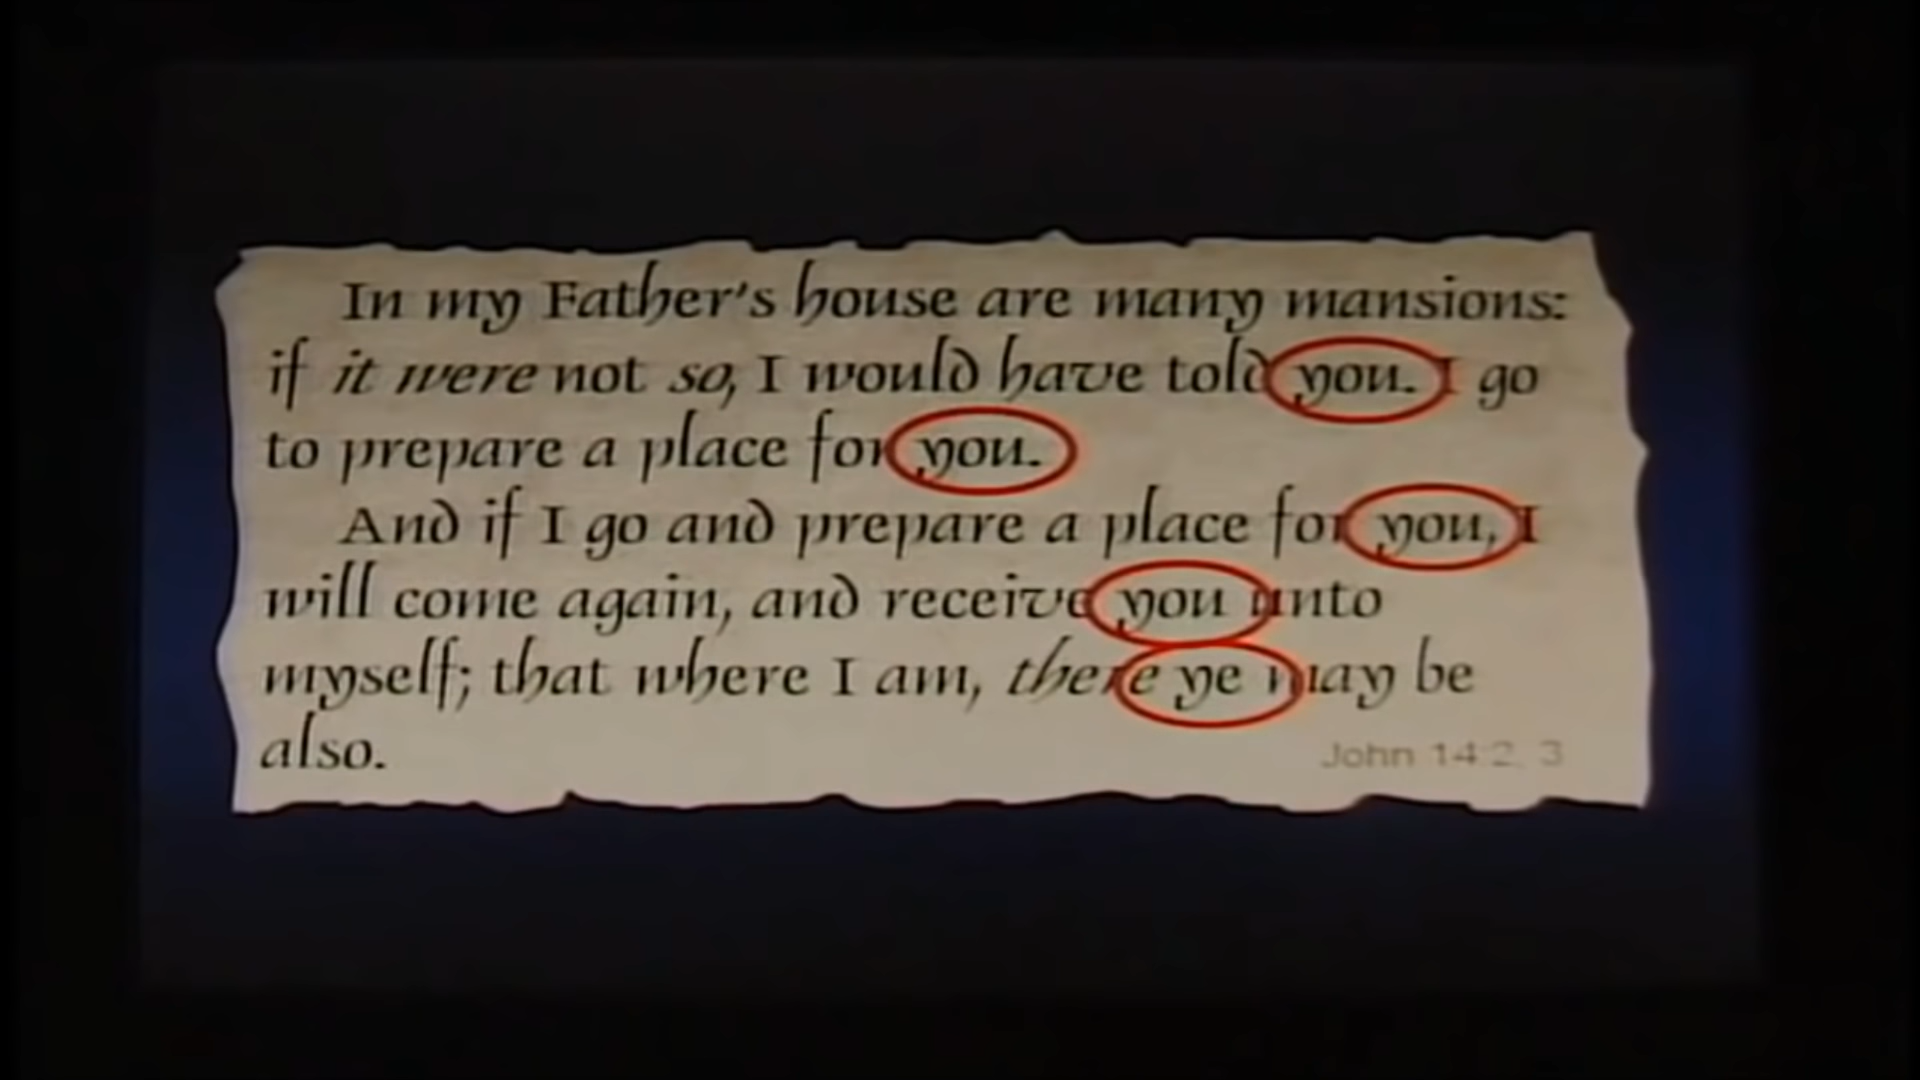 In my Father's house are many mansions:
if it were not so, I would have told you. I go
to prepare a place for you.
And if I go and prepare a place for you, I
will come again, and receive you unto
myself; that where I am, there ye may be
also.
John 14:2, 3